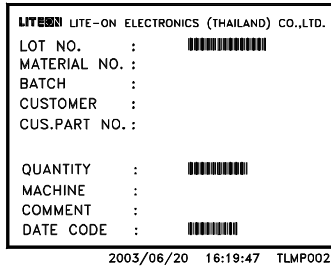 LITEON LITE-ON ELECTRONICS (THAILAND) CO.,LTD.
LOT NO. :
MATERIAL NO. :
BATCH :
CUSTOMER :
CUS.PART NO. :
QUANTITY :
MACHINE :
COMMENT :
DATE CODE :
2003/06/20 16:19:47 TLMP002